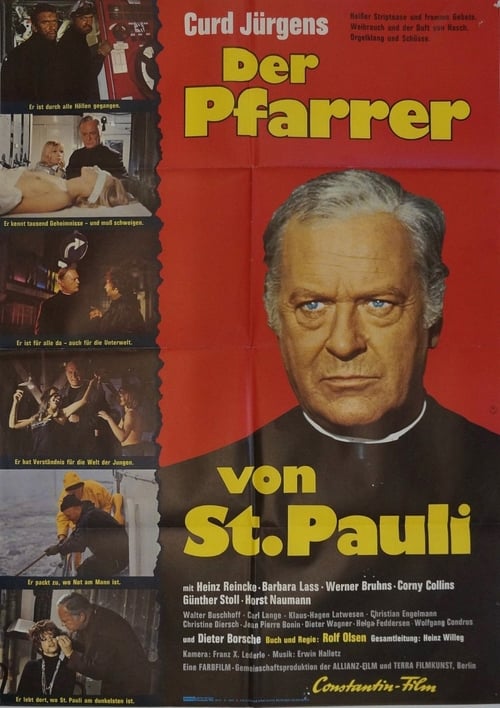 Curd Jürgens
Heißer Striptease und fromme Gebete.
Weihrauch und der Duft von Hasch.
Orgelklang und Schüsse.
Der
Pfarrer
von
St. Pauli
Er ist durch alle Höllen gegangen.
Er kennt tausend Geheimnisse – und muß schweigen.
Er ist für alle da – auch für die Unterwelt.
Er hat Verständnis für die Welt der Jungen.
Er packt zu, wo Not am Mann ist.
Er lebt dort, wo St. Pauli am dunkelsten ist.
mit Heinz Reincke · Barbara Lass · Werner Bruhns · Corny Collins
Günther Stoll · Horst Naumann
Walter Buschhoff · Carl Lange · Klaus-Hagen Latwesen · Christian Engelmann
Christine Diersch · Jean Pierre Bonin · Dieter Wagner · Helga Feddersen · Wolfgang Condrus
und Dieter Borsche Buch und Regie: Rolf Olsen Gesamtleitung: Heinz Willeg
Kamera: Franz X. Lederle · Musik: Erwin Halletz
Eine FARBFILM-Gemeinschaftsproduktion der ALLIANZ-FILM und TERRA FILMKUNST, Berlin
Constantin-Film